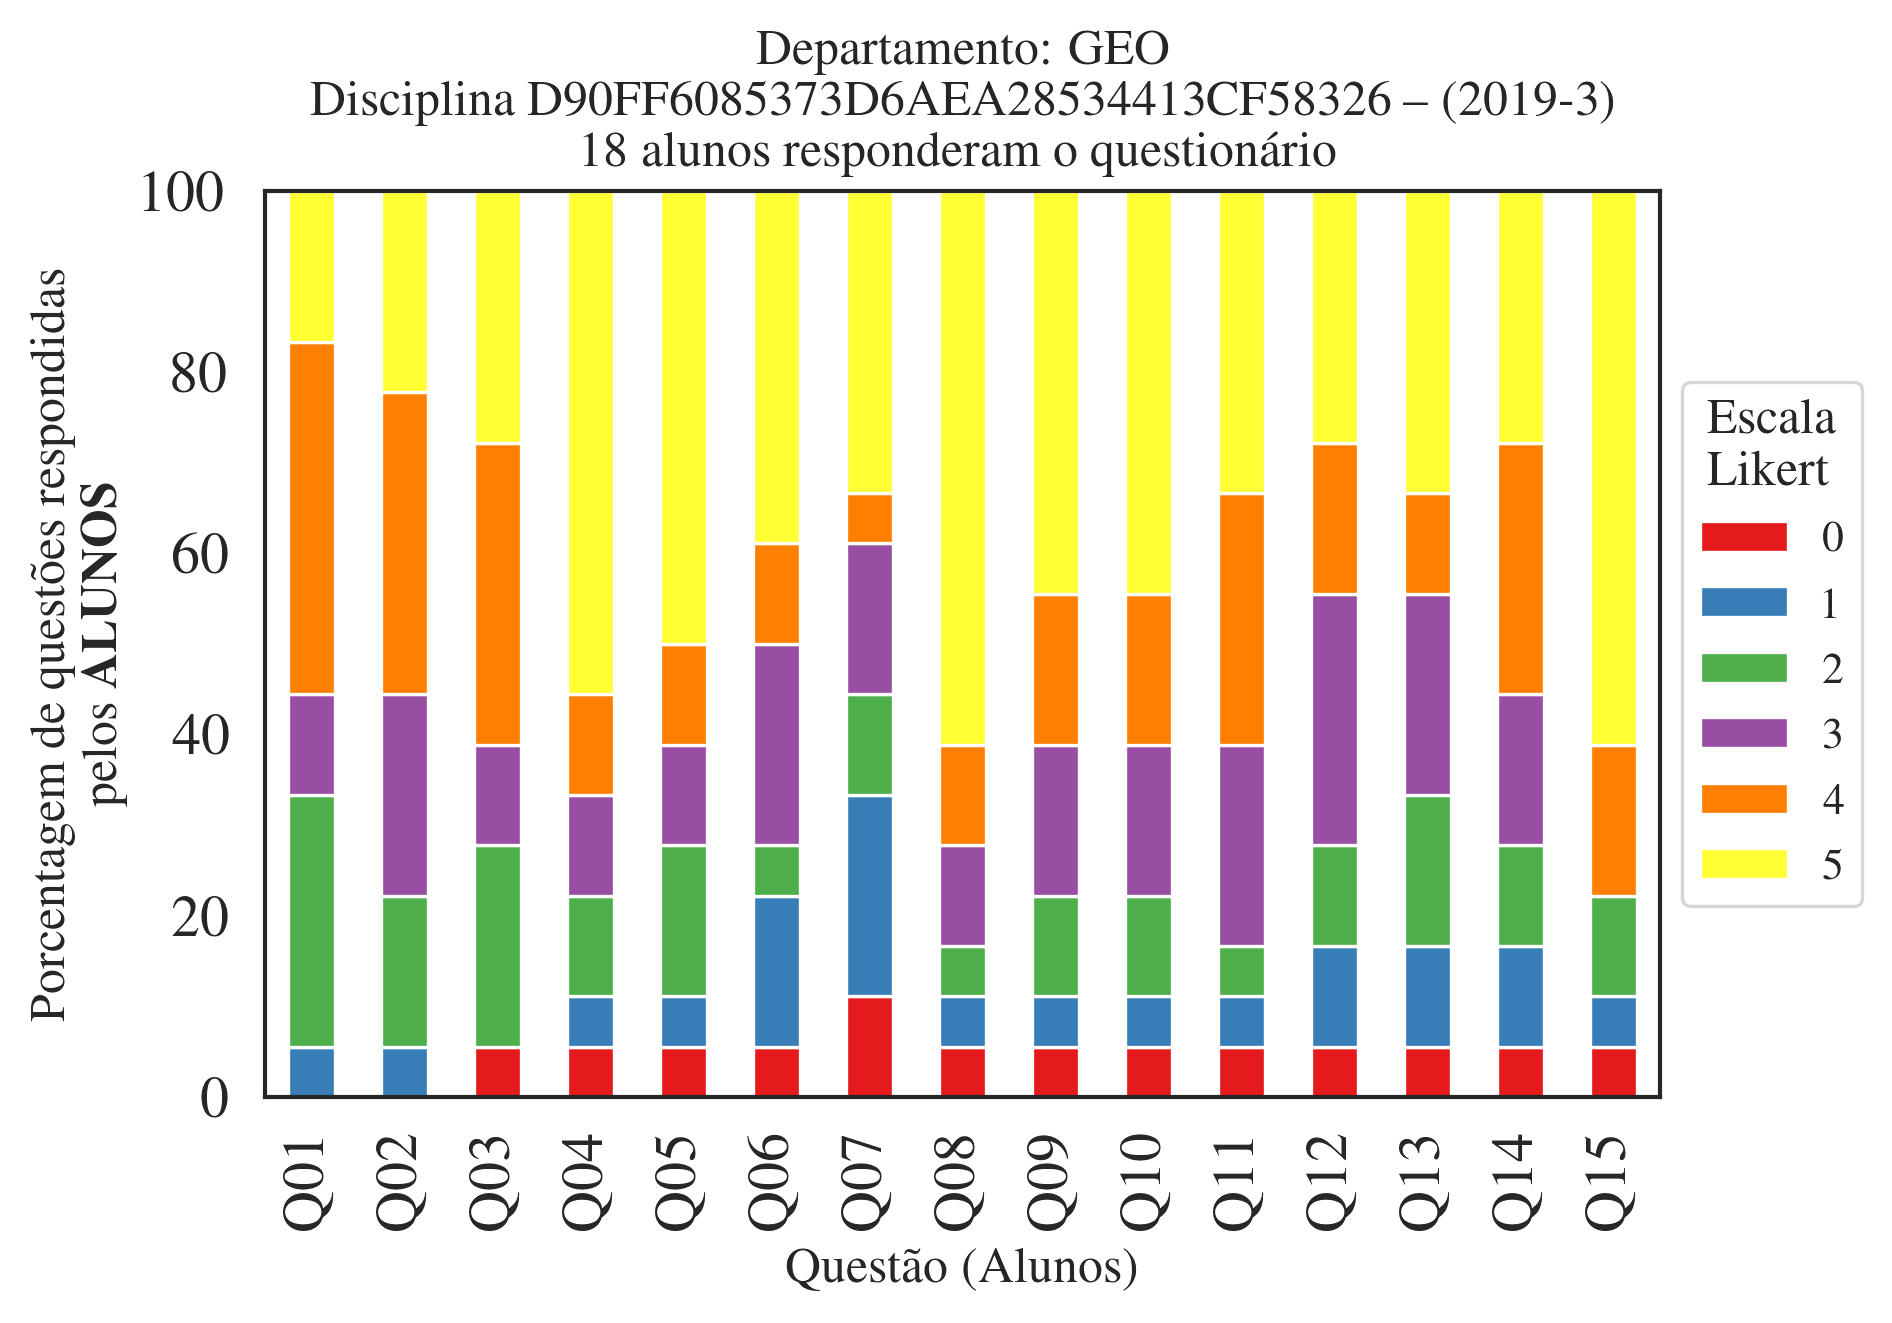 Departamento: GEO
Disciplina D90FF6085373D6AEA28534413CF58326 – (2019-3)
18 alunos responderam o questionário
Porcentagem de questões respondidas
pelos ALUNOS
100
80
60
40
20
0
Q01
Q02
Q03
Q04
Q05
Q06
Q07
Q08
Q09
Q10
Q11
Q12
Q13
Q14
Q15
Questão (Alunos)
Escala
Likert
0
1
2
3
4
5